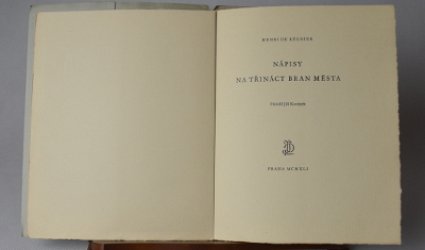 HENRI DE RÉGNIER
NÁPISY
NA TŘINÁCT BRAN MĚSTA
PRAHA MCMXLI